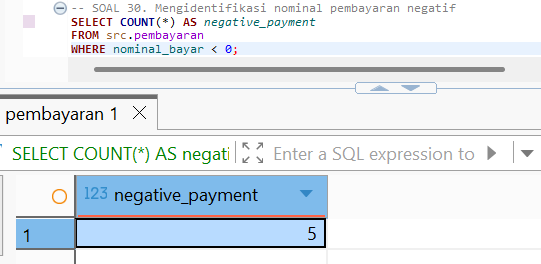 -- SOAL 30. Mengidentifikasi nominal pembayaran negatif
SELECT COUNT(*) AS negative_payment
FROM src.pembayaran
WHERE nominal_bayar < 0;
pembayaran 1
SELECT COUNT(*) AS negati
Enter a SQL expression to
123 negative_payment
1 5